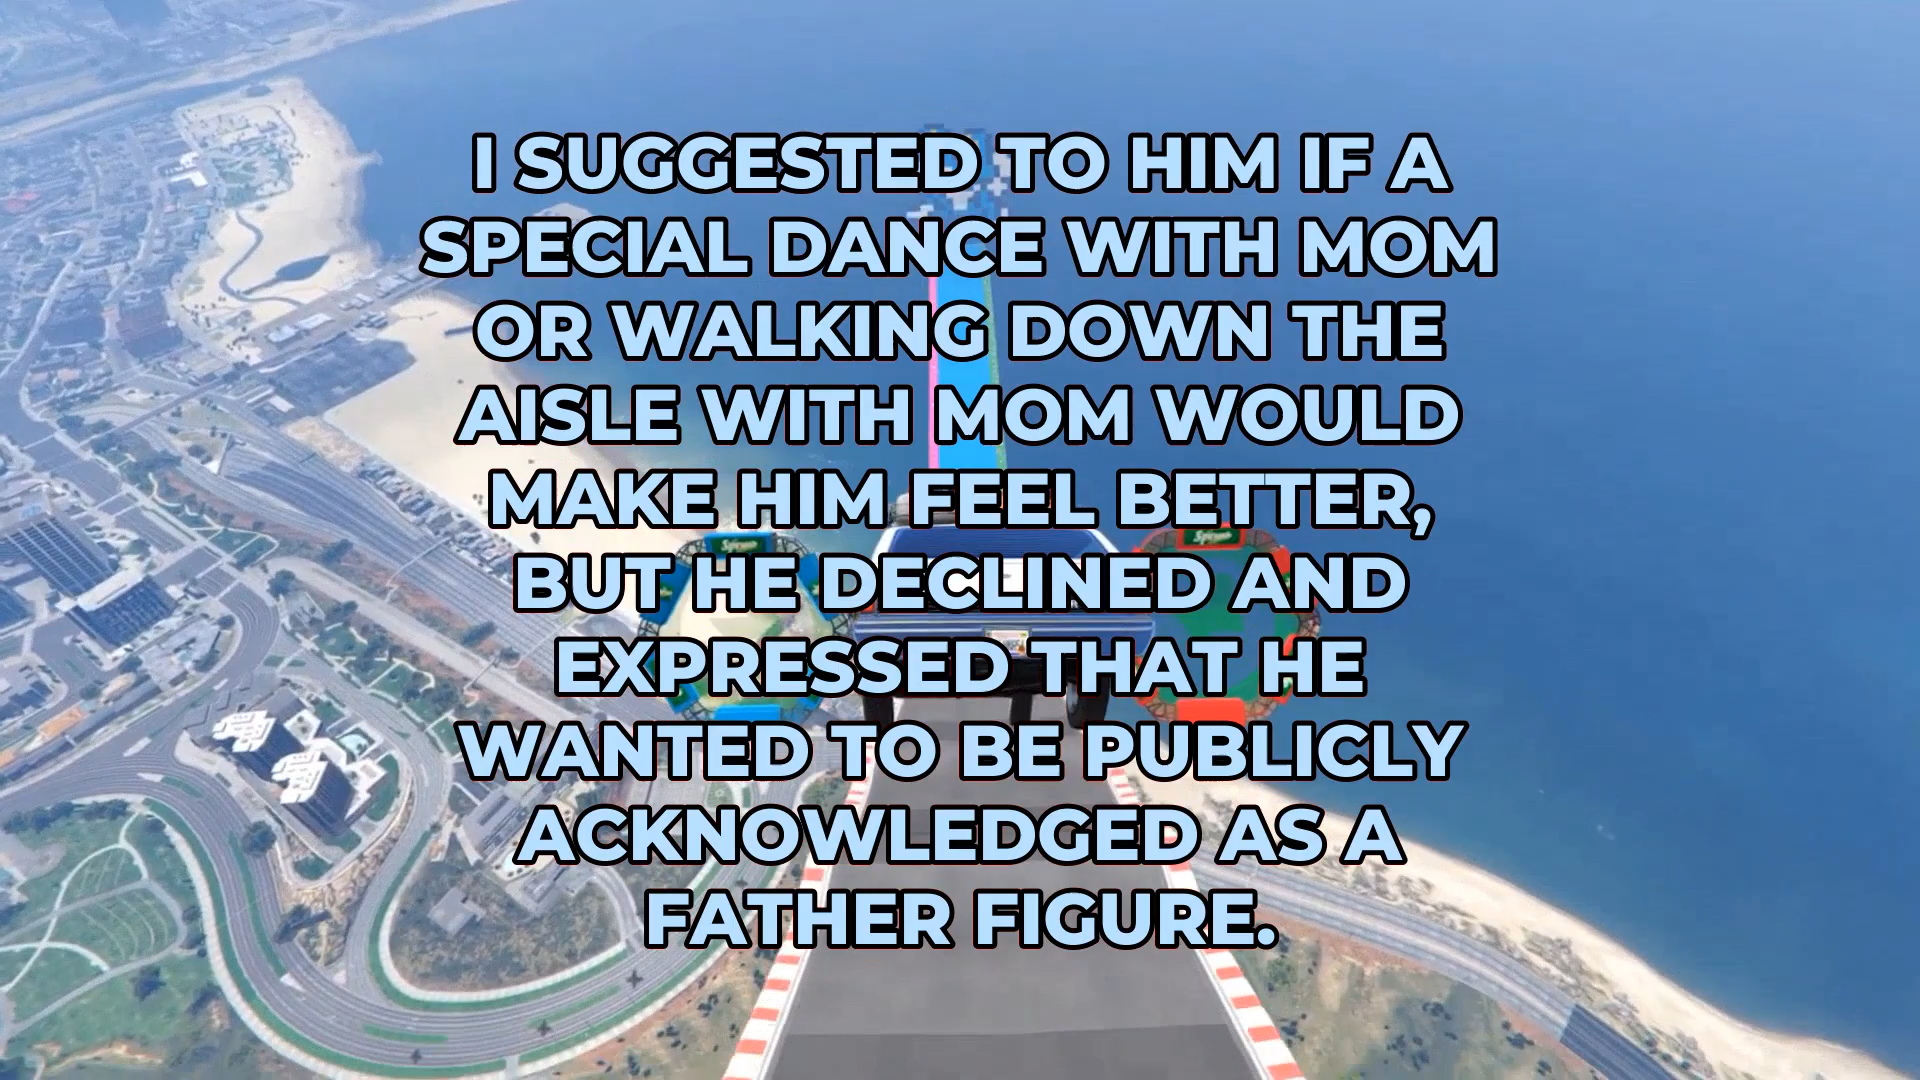 I SUGGESTED TO HIM IF A
SPECIAL DANCE WITH MOM
OR WALKING DOWN THE
AISLE WITH MOM WOULD
MAKE HIM FEEL BETTER,
BUT HE DECLINED AND
EXPRESSED THAT HE
WANTED TO BE PUBLICLY
ACKNOWLEDGED AS A
FATHER FIGURE.